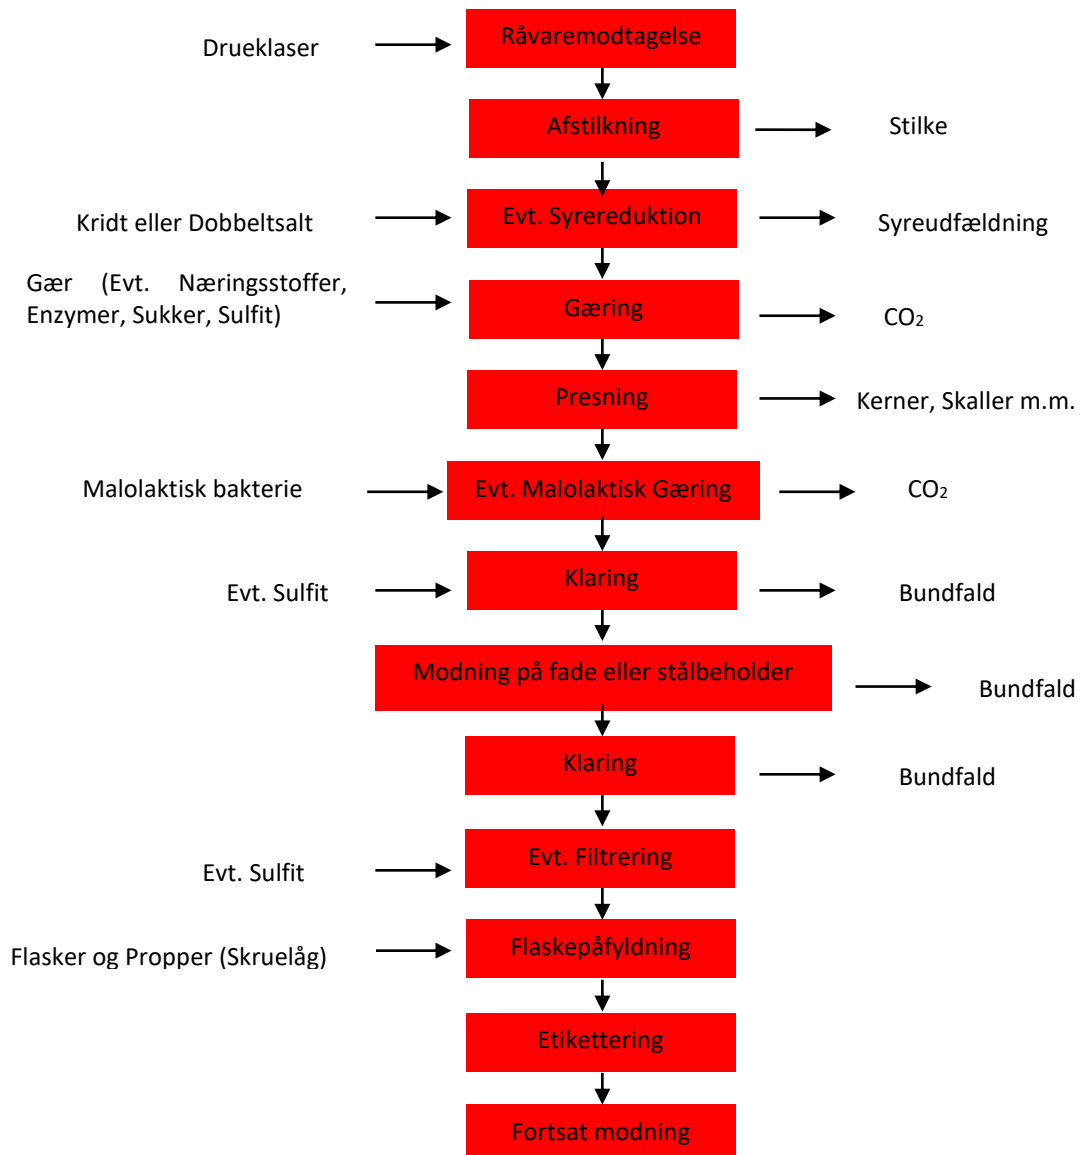 Drueklaser
Råvaremodtagelse
Afstilkning
Stilke
Kridt eller Dobbeltsalt
Evt. Syrereduktion
Syreudfældning
Gær (Evt. Næringsstoffer,
Enzymer, Sukker, Sulfit)
Gæring
CO₂
Presning
Kerner, Skaller m.m.
Malolaktisk bakterie
Evt. Malolaktisk Gæring
CO₂
Evt. Sulfit
Klaring
Bundfald
Modning på fade eller stålbeholder
Bundfald
Klaring
Bundfald
Evt. Sulfit
Evt. Filtrering
Flasker og Propper (Skruelåg)
Flaskepåfyldning
Etikettering
Fortsat modning